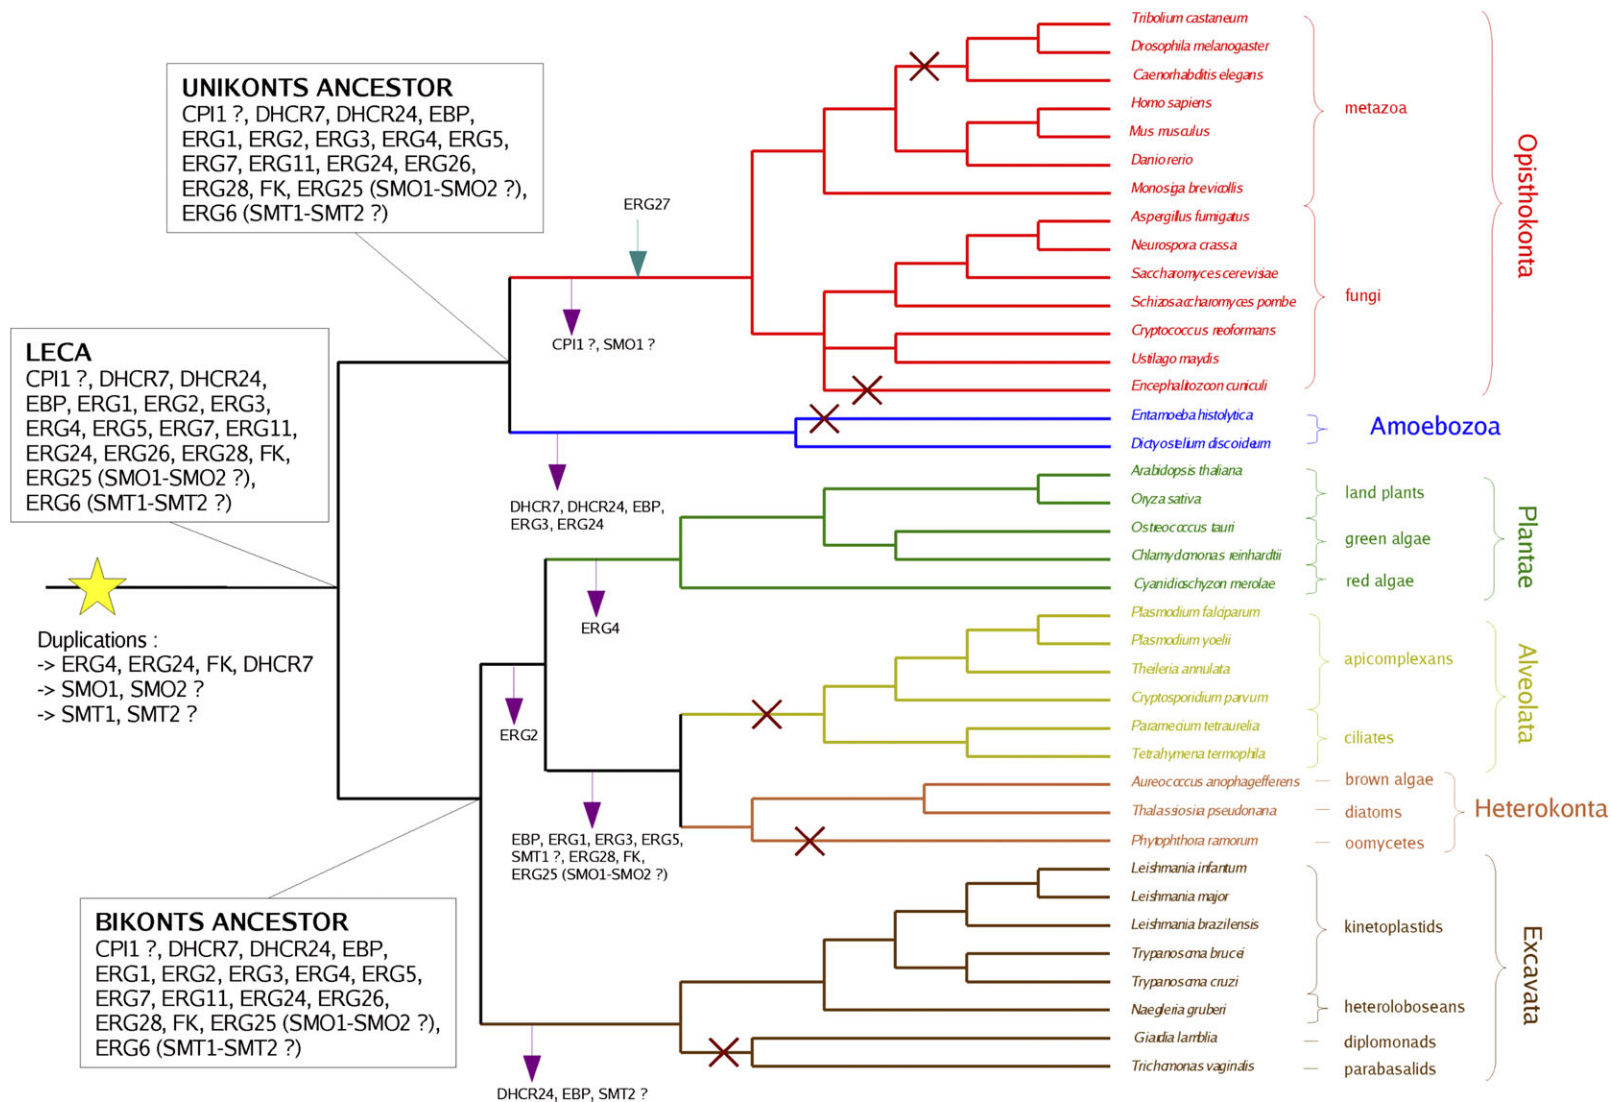 UNIKONTS ANCESTOR
CPI1 ?, DHCR7, DHCR24, EBP,
ERG1, ERG2, ERG3, ERG4, ERG5,
ERG7, ERG11, ERG24, ERG26,
ERG28, FK, ERG25 (SMO1-SMO2 ?),
ERG6 (SMT1-SMT2 ?)
LECA
CPI1 ?, DHCR7, DHCR24,
EBP, ERG1, ERG2, ERG3,
ERG4, ERG5, ERG7, ERG11,
ERG24, ERG26, ERG28, FK,
ERG25 (SMO1-SMO2 ?),
ERG6 (SMT1-SMT2 ?)
Duplications :
-> ERG4, ERG24, FK, DHCR7
-> SMO1, SMO2 ?
-> SMT1, SMT2 ?
BIKONTS ANCESTOR
CPI1 ?, DHCR7, DHCR24, EBP,
ERG1, ERG2, ERG3, ERG4, ERG5,
ERG7, ERG11, ERG24, ERG26,
ERG28, FK, ERG25 (SMO1-SMO2 ?),
ERG6 (SMT1-SMT2 ?)
ERG27
CPI1 ?, SMO1 ?
DHCR7, DHCR24, EBP,
ERG3, ERG24
ERG4
ERG2
EBP, ERG1, ERG3, ERG5,
SMT1 ?, ERG28, FK,
ERG25 (SMO1-SMO2 ?)
DHCR24, EBP, SMT2 ?
Tribolium castaneum
Drosophila melanogaster
Caenorhabditis elegans
Homo sapiens
Mus musculus
Danio rerio
Monosiga brevicollis
Aspergillus fumigatus
Neurospora crassa
Saccharomyces cerevisiae
Schizosaccharomyces pombe
Cryptococcus neoformans
Ustilago maydis
Encephalitozoon cuniculi
Entamoeba histolytica
Dictyostelium discoideum
Arabidopsis thaliana
Oryza sativa
Ostreococcus tauri
Chlamydomonas reinhardtii
Cyanidioschyzon merolae
Plasmodium falciparum
Plasmodium yoelii
Theileria annulata
Cryptosporidium parvum
Paramecium tetraurelia
Tetrahymena termophila
Aureococcus anophagefferens
Thalassiosia pseudonana
Phytophthora ramorum
Leishmania infantum
Leishmania major
Leishmania brazilensis
Trypanosoma brucei
Trypanosoma cruzi
Naegleria gruberi
Giardia lamblia
Trichomonas vaginalis
metazoa
fungi
land plants
green algae
red algae
apicomplexans
ciliates
brown algae
diatoms
oomycetes
kinetoplastids
heteroloboseans
diplomonads
parabasalids
Opisthokonta
Amoebozoa
Plantae
Alveolata
Heterokonta
Excavata